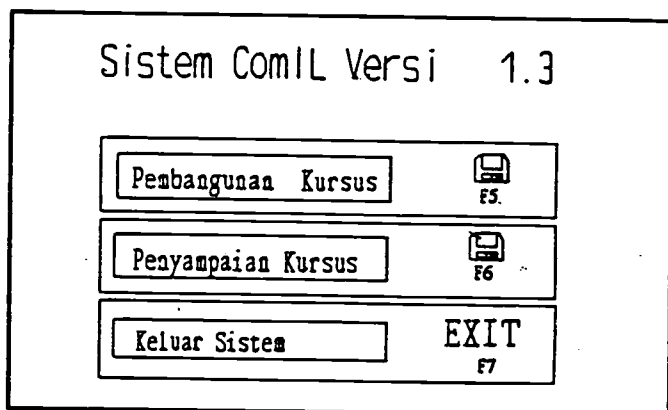 Sistem ComIL Versi 1.3
Pembangunan Kursus
F5.
Penyampaian Kursus
F6
Keluar Sistem
EXIT
F7